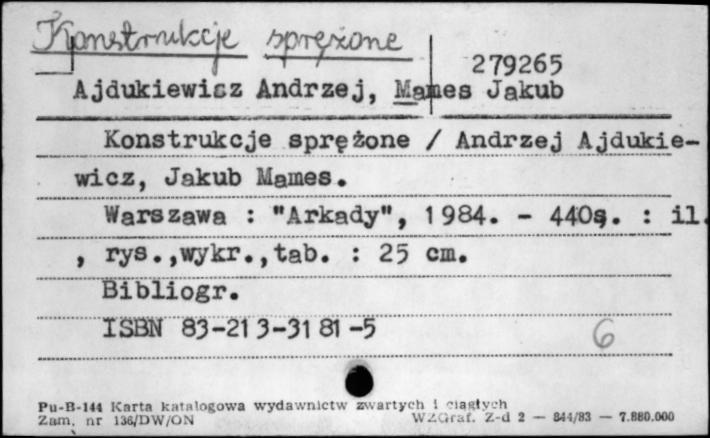 Konstrukcje sprężone
279265
Ajdukiewisz Andrzej, Mames Jakub
Konstrukcje sprężone / Andrzej Ajdukie-
wicz, Jakub Mames.
Warszawa : "Arkady", 1984. - 440s. : il.
, rys.,wykr.,tab. : 25 cm.
Bibliogr.
ISBN 83-213-3181-5
6
Pu-B-144 Karta katalogowa wydawnictw zwartych i ciągłych
Zam. nr 136/DW/ON WZGraf. Z-d 2 — 844/83 — 7.880.000